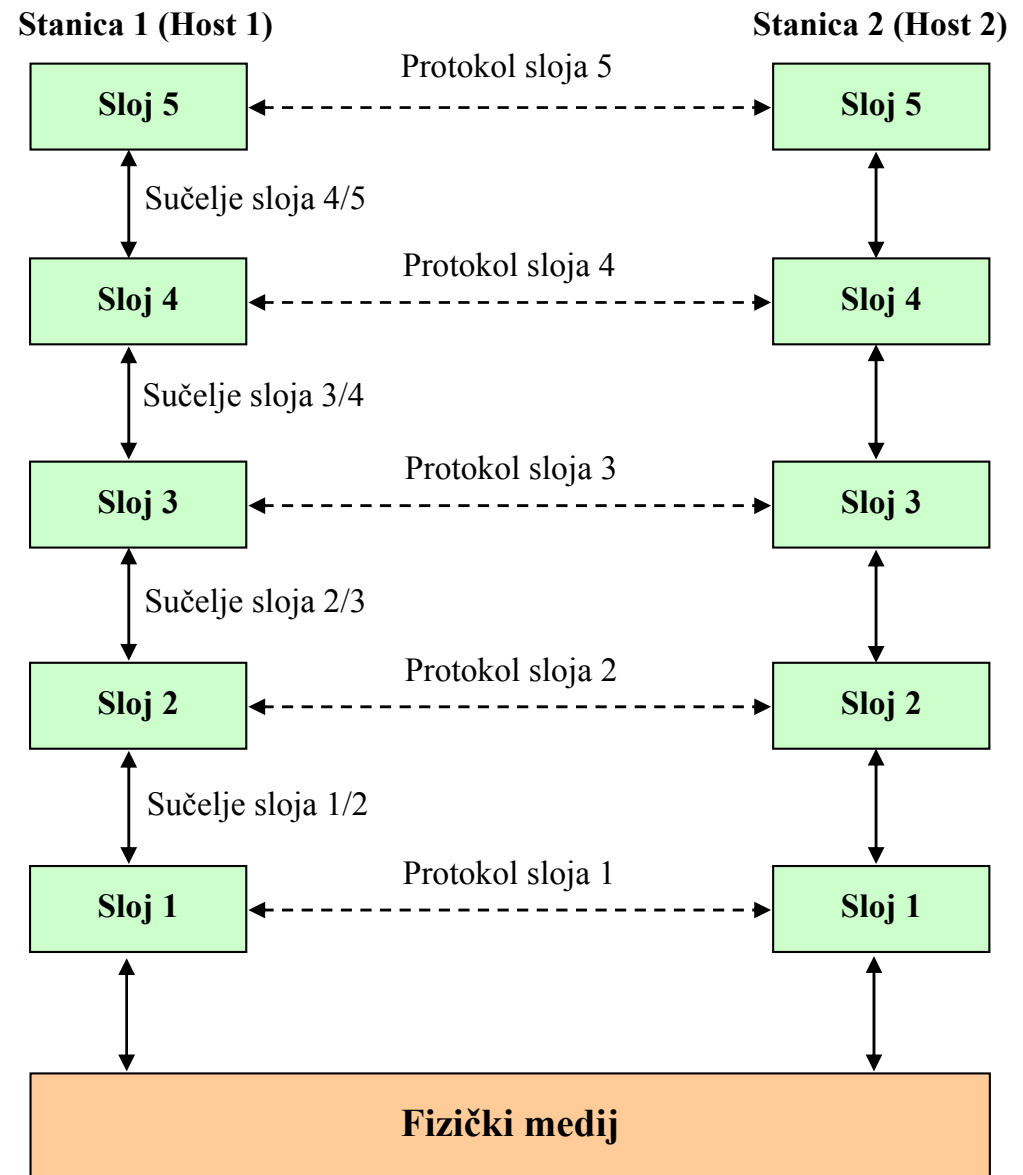 Stanica 1 (Host 1)
Stanica 2 (Host 2)
Protokol sloja 5
Sloj 5
Sloj 5
Sučelje sloja 4/5
Protokol sloja 4
Sloj 4
Sloj 4
Sučelje sloja 3/4
Protokol sloja 3
Sloj 3
Sloj 3
Sučelje sloja 2/3
Protokol sloja 2
Sloj 2
Sloj 2
Sučelje sloja 1/2
Protokol sloja 1
Sloj 1
Sloj 1
Fizički medij